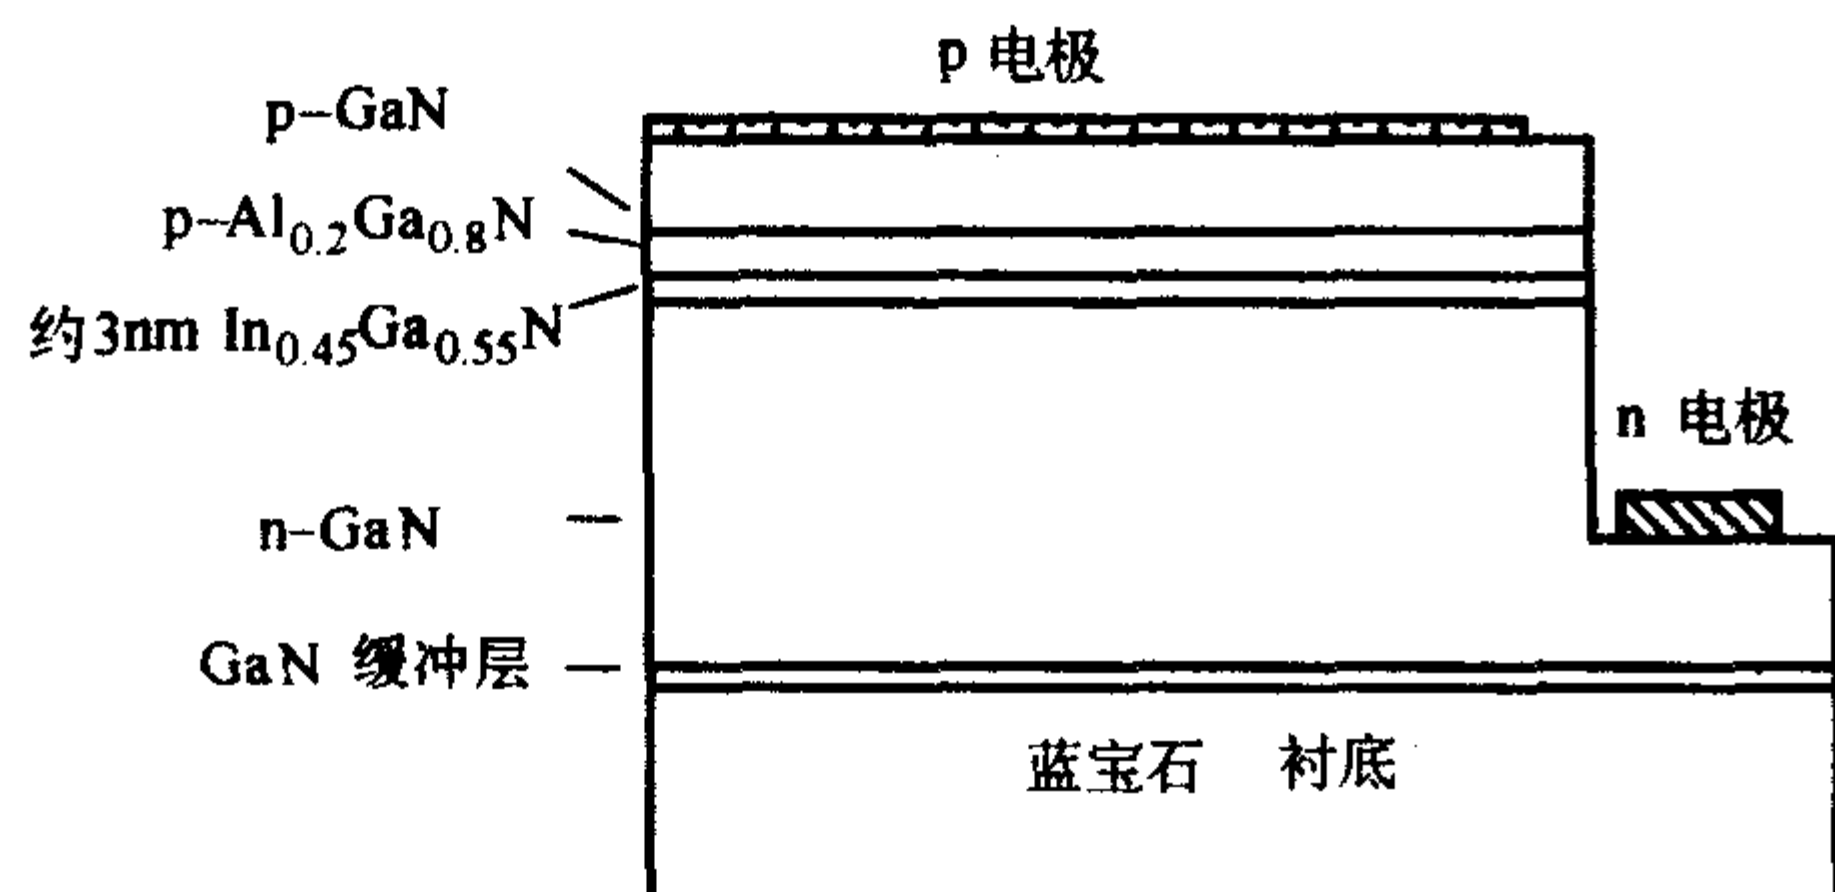 p 电极
p-GaN
p-Al0.2Ga0.8N
约3nm In0.45Ga0.55N
n 电极
n-GaN
GaN 缓冲层
蓝宝石 衬底